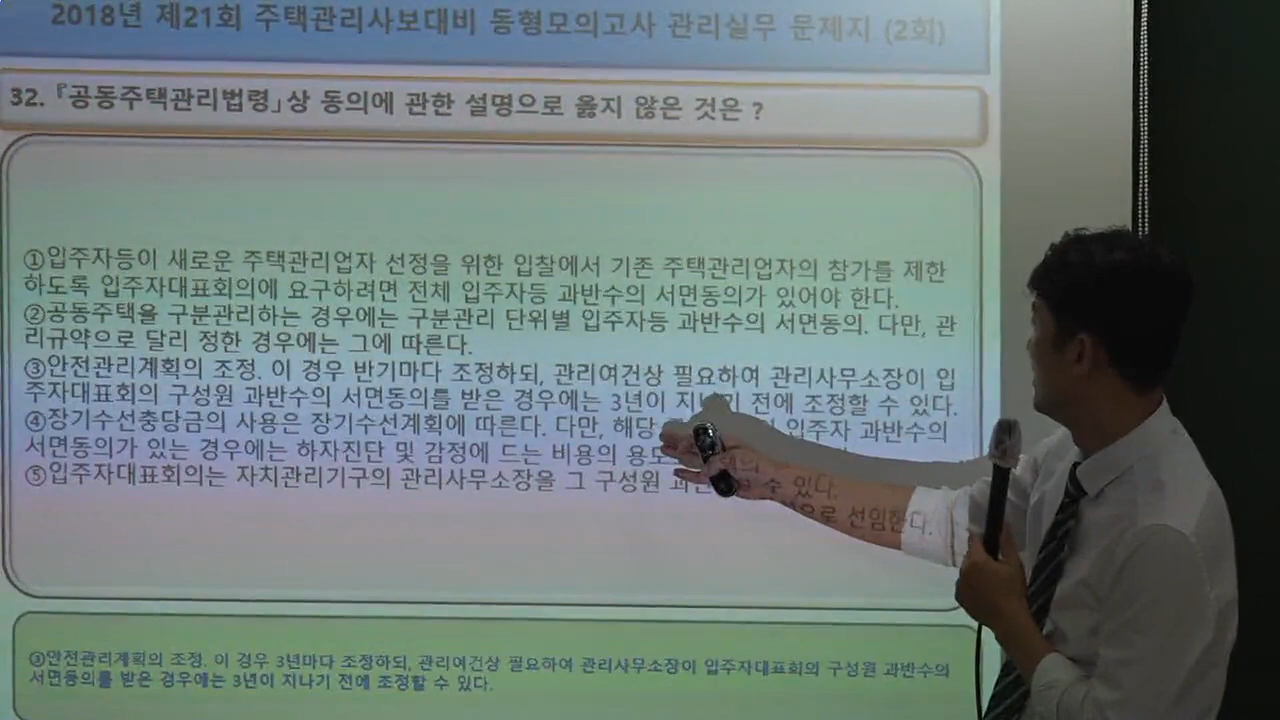 2018년 제21회 주택관리사보대비 동형모의고사 관리실무 문제지 (2회)
32. 『공동주택관리법령』상 동의에 관한 설명으로 옳지 않은 것은 ?
①입주자등이 새로운 주택관리업자 선정을 위한 입찰에서 기존 주택관리업자의 참가를 제한
하도록 입주자대표회의에 요구하려면 전체 입주자등 과반수의 서면동의가 있어야 한다.
②공동주택을 구분관리하는 경우에는 구분관리 단위별 입주자등 과반수의 서면동의. 다만, 관
리규약으로 달리 정한 경우에는 그에 따른다.
③안전관리계획의 조정. 이 경우 반기마다 조정하되, 관리여건상 필요하여 관리사무소장이 입
주자대표회의 구성원 과반수의 서면동의를 받은 경우에는 3년이 지나기 전에 조정할 수 있다.
④장기수선충당금의 사용은 장기수선계획에 따른다. 다만, 해당 입주자 과반수의
서면동의가 있는 경우에는 하자진단 및 감정에 드는 비용의 용도 수 있다.
⑤입주자대표회의는 자치관리기구의 관리사무소장을 그 구성원 선임한다.
③안전관리계획의 조정. 이 경우 3년마다 조정하되, 관리여건상 필요하여 관리사무소장이 입주자대표회의 구성원 과반수의
서면동의를 받은 경우에는 3년이 지나기 전에 조정할 수 있다.